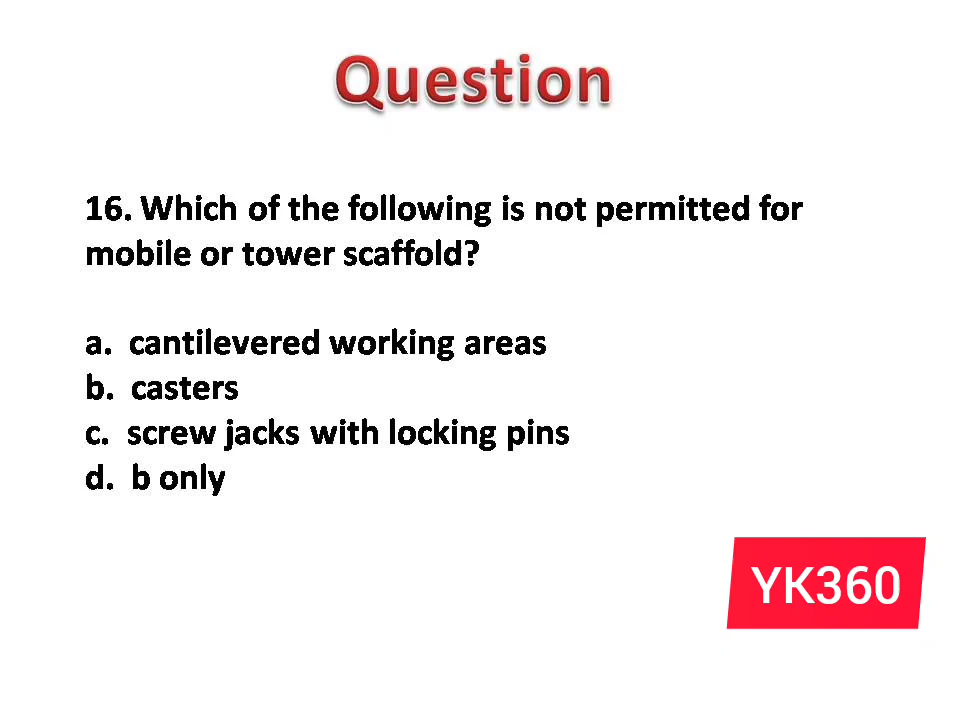 Question
16. Which of the following is not permitted for
mobile or tower scaffold?
a. cantilevered working areas
b. casters
c. screw jacks with locking pins
d. b only
YK360